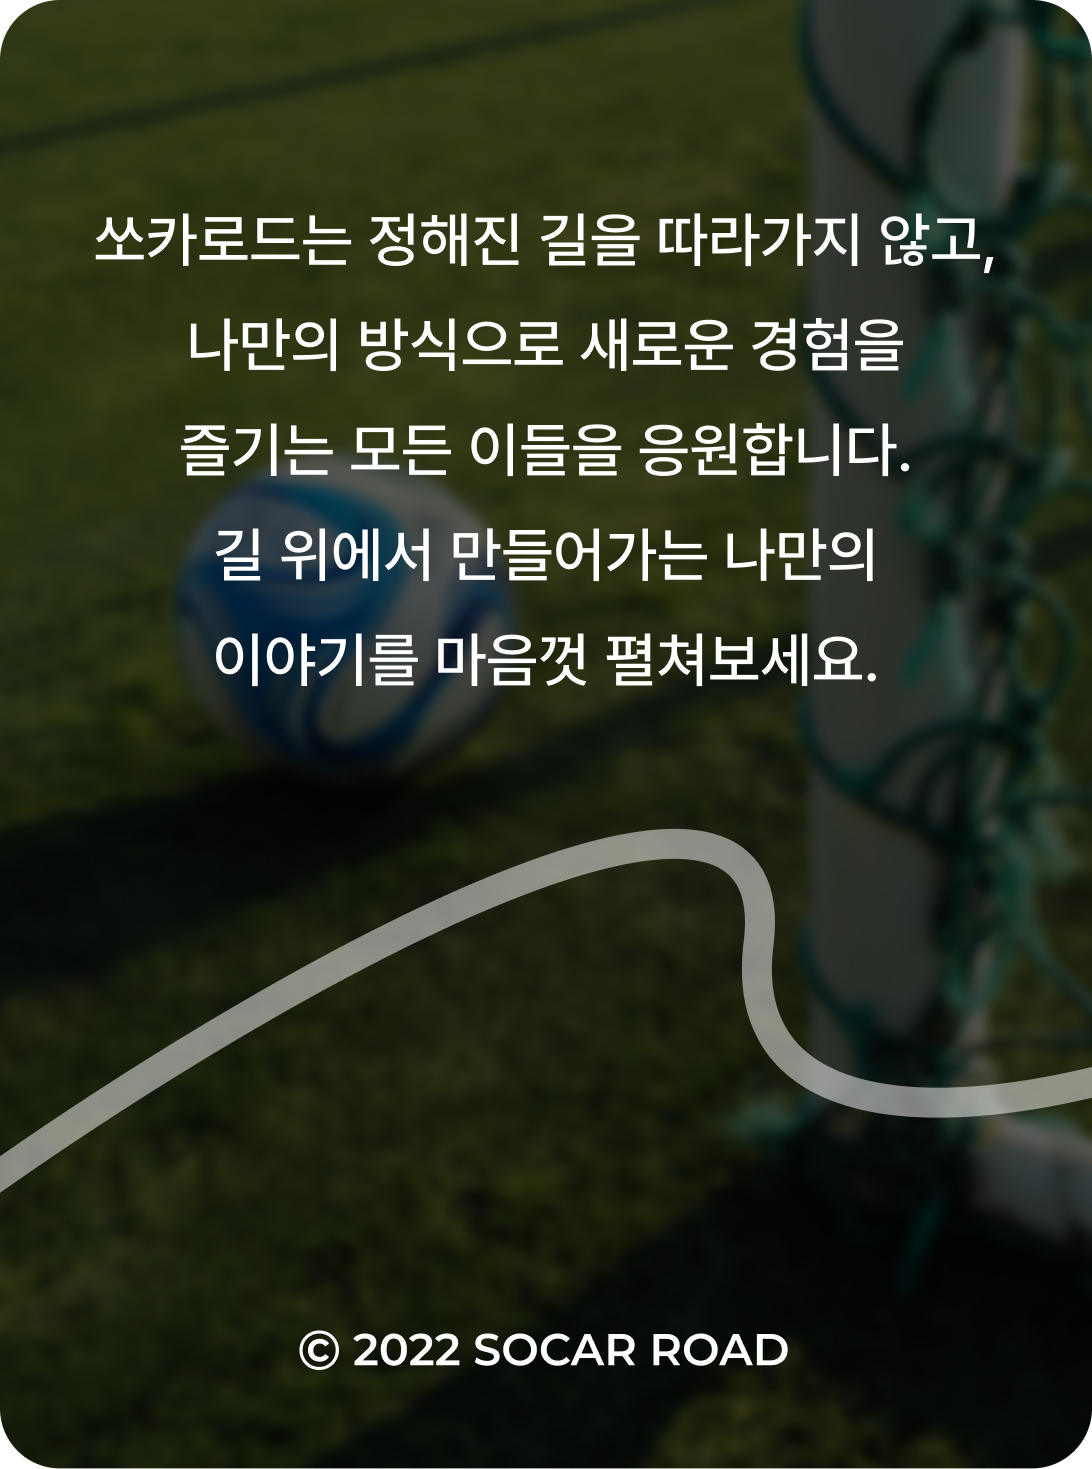 쏘카로드는 정해진 길을 따라가지 않고,
나만의 방식으로 새로운 경험을
즐기는 모든 이들을 응원합니다.
길 위에서 만들어가는 나만의
이야기를 마음껏 펼쳐보세요.
© 2022 SOCAR ROAD